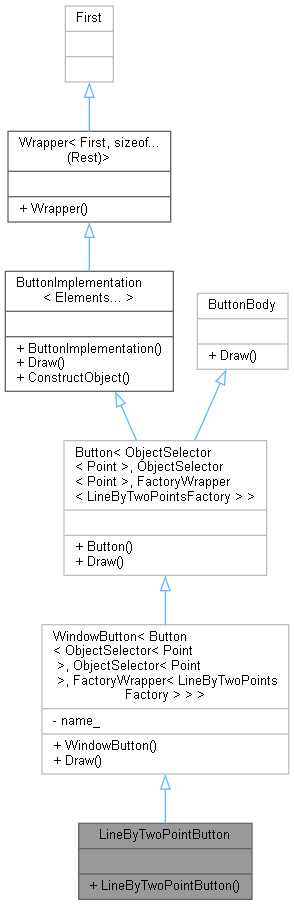 First
Wrapper< First, sizeof...
(Rest)>
+ Wrapper()
ButtonImplementation
< Elements... >
+ ButtonImplementation()
+ Draw()
+ ConstructObject()
ButtonBody
+ Draw()
Button< ObjectSelector
< Point >, ObjectSelector
< Point >, FactoryWrapper
< LineByTwoPointsFactory > >
+ Button()
+ Draw()
WindowButton< Button
< ObjectSelector< Point
>, ObjectSelector< Point
>, FactoryWrapper< LineByTwoPoints
Factory > > >
- name_
+ WindowButton()
+ Draw()
LineByTwoPointButton
+ LineByTwoPointButton()